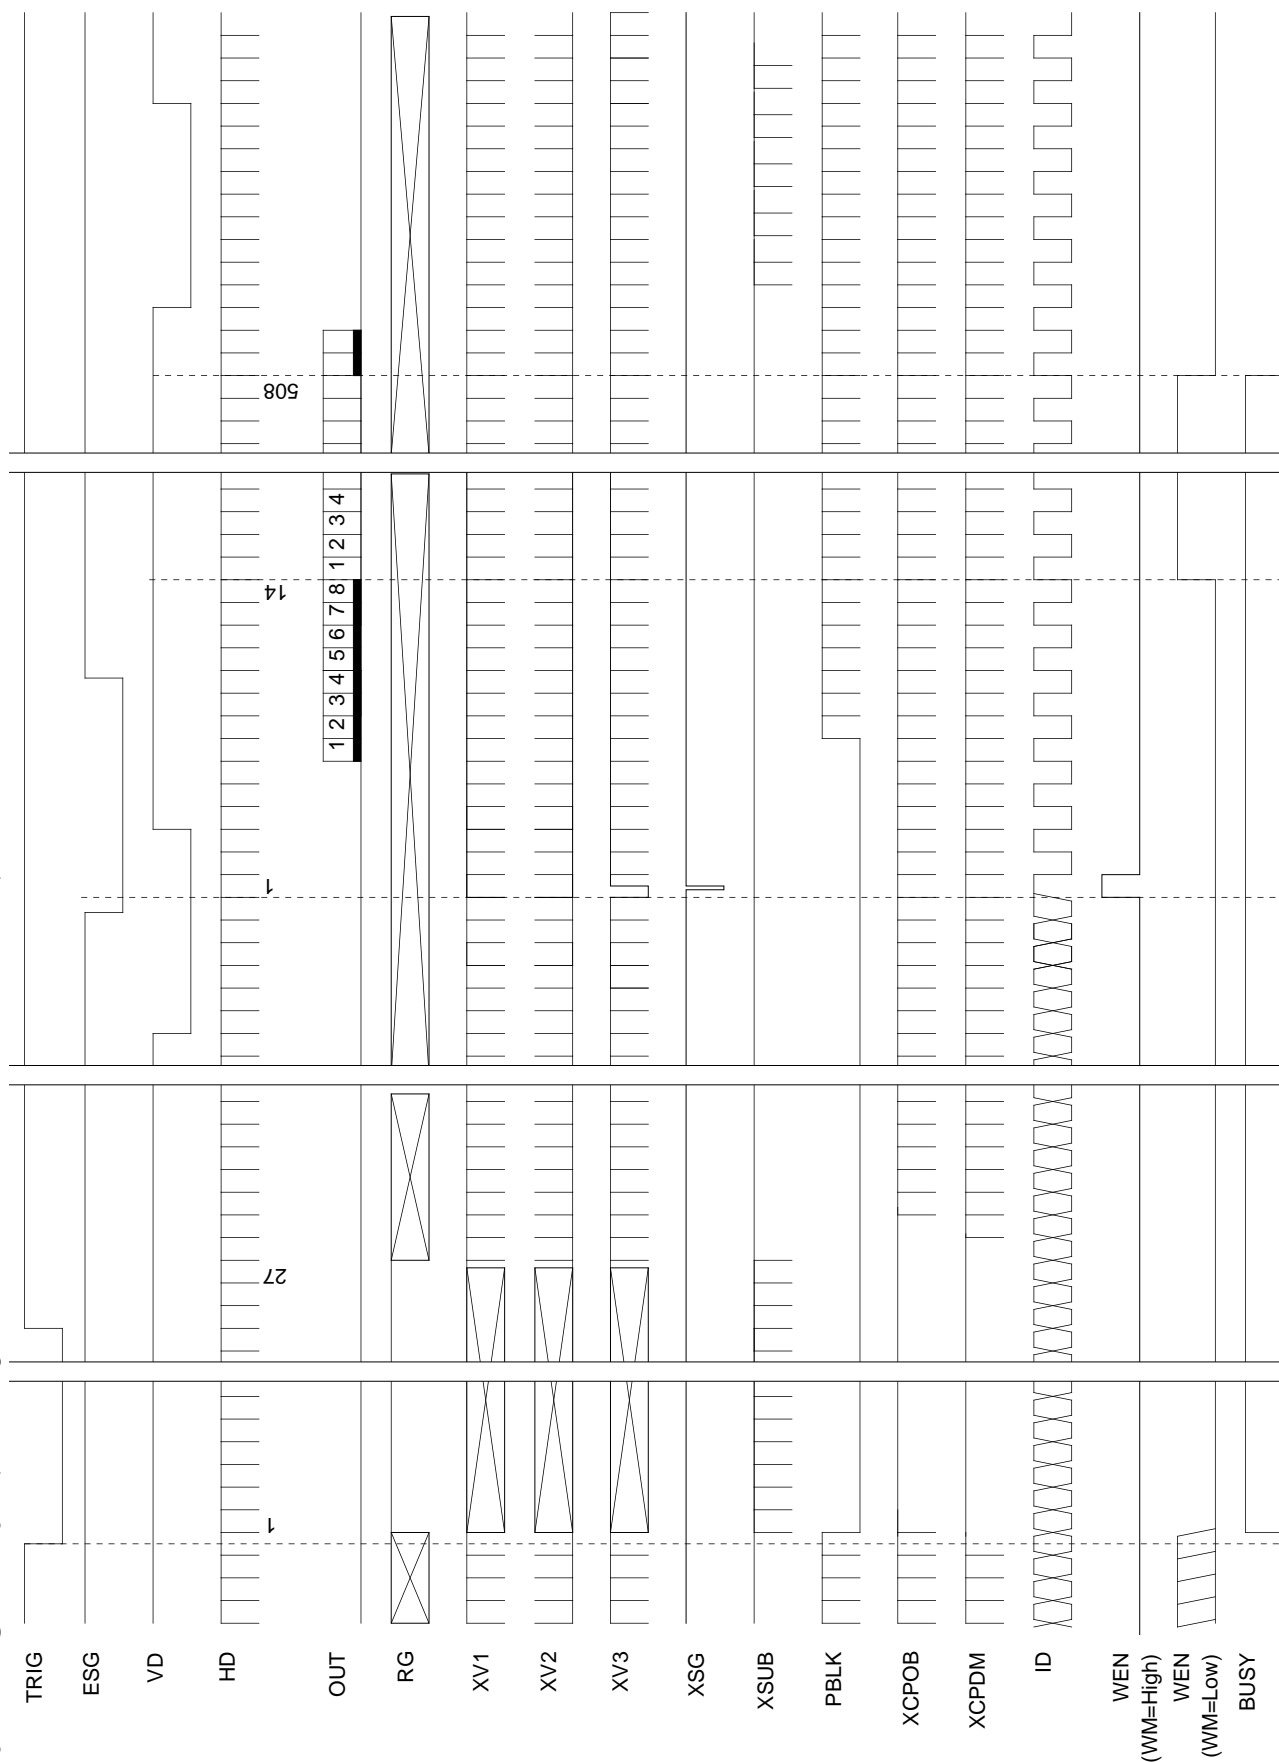 TRIG
ESG
VD
HD
1
27
1
14
508
OUT
1 2 3 4 5 6 7 8 1 2 3 4
RG
XV1
XV2
XV3
XSG
XSUB
PBLK
XCPOB
XCPDM
ID
WEN
(WM=High)
WEN
(WM=Low)
BUSY